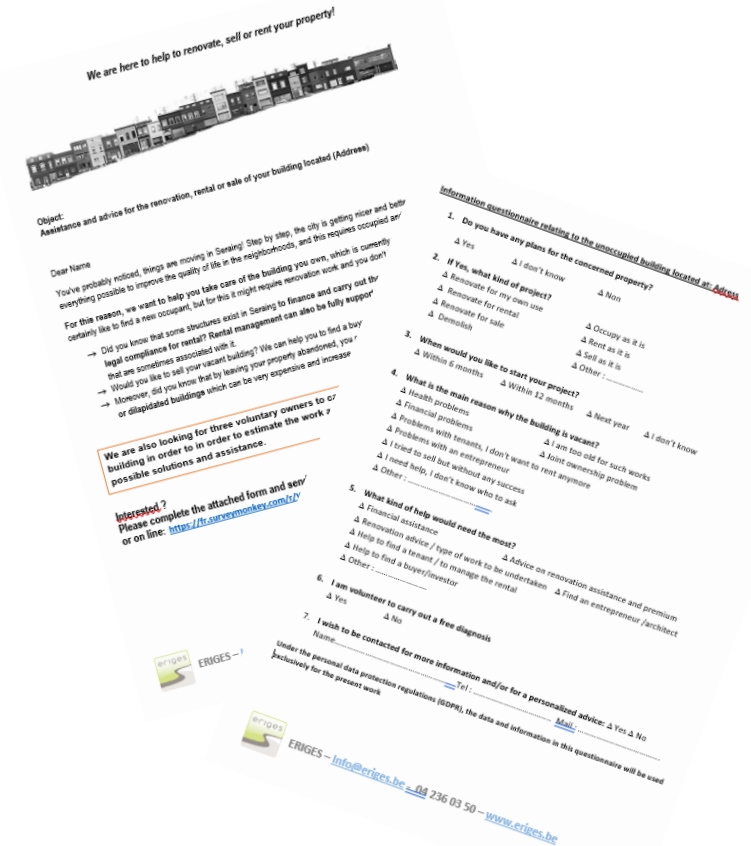 We are here to help to renovate, sell or rent your property!
Object:
Assistance and advice for the renovation, rental or sale of your building located (Address)
Dear Name
You've probably noticed, things are moving in Seraing! Step by step, the city is getting nicer and bette
everything possible to improve the quality of life in the neighborhoods, and this requires occupied an
For this reason, we want to help you take care of the building you own, which is currently
certainly like to find a new occupant, but for this it might require renovation work and you don't
→ Did you know that some structures exist in Seraing to finance and carry out th
legal compliance for rental? Rental management can also be fully support
that are sometimes associated with it.
→ Would you like to sell your vacant building? We can help you to find a buy
→ Moreover, did you know that by leaving your property abandoned, you r
or dilapidated buildings which can be very expensive and increase
We are also looking for three voluntary owners to
building in order to in order to estimate the work
possible solutions and assistance.
Interested ?
Please complete the attached form and sen
or on line: https://fr.surveymonkey.com/r/
eriges
ERIGES –
Information questionnaire relating to the unoccupied building located at: Adress
1. Do you have any plans for the concerned property?
Δ Yes Δ I don't know Δ Non
2. If Yes, what kind of project?
Δ Renovate for my own use Δ Occupy as it is
Δ Renovate for rental Δ Rent as it is
Δ Renovate for sale Δ Sell as it is
Δ Demolish Δ Other : ..................
3. When would you like to start your project?
Δ Within 6 months Δ Within 12 months Δ Next year Δ I don't know
4. What is the main reason why the building is vacant?
Δ Health problems Δ I am too old for such works
Δ Financial problems Δ Joint ownership problem
Δ Problems with tenants, I don't want to rent anymore
Δ Problems with an entrepreneur
Δ I tried to sell but without any success
Δ I need help, I don't know who to ask
Δ Other : ..............................
5. What kind of help would need the most?
Δ Financial assistance Δ Advice on renovation assistance and premium
Δ Renovation advice / type of work to be undertaken Δ Find an entrepreneur /architect
Δ Help to find a tenant / to manage the rental
Δ Help to find a buyer/investor
Δ Other : ....................
6. I am volunteer to carry out a free diagnosis
Δ Yes Δ No
7. I wish to be contacted for more information and/or for a personalized advice: Δ Yes Δ No
Name.................................................. Tel : .............................. Mail : ..............................
Under the personal data protection regulations (GDPR), the data and information in this questionnaire will be used
exclusively for the present work
eriges
ERIGES – Info@eriges.be - 04 236 03 50 – www.eriges.be